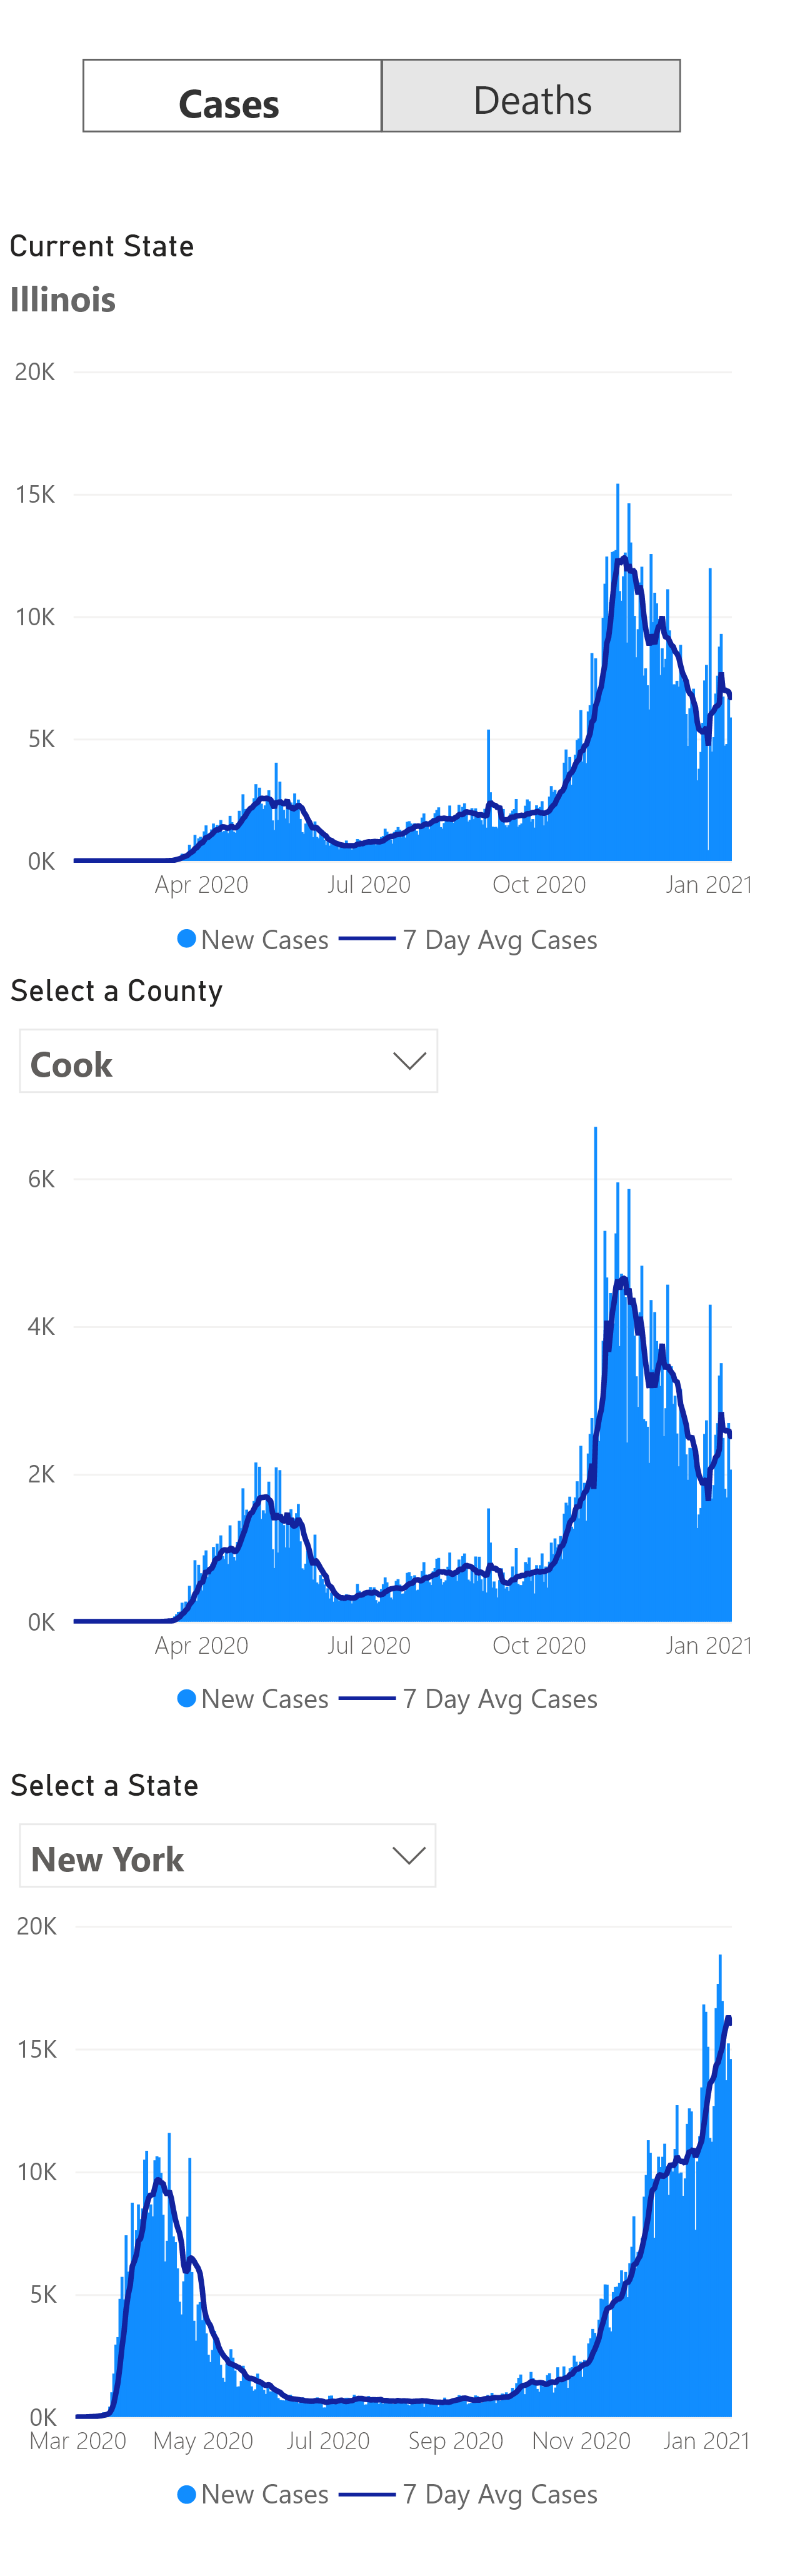 Cases Deaths
Current State
Illinois
20K
15K
10K
5K
0K
Apr 2020 Jul 2020 Oct 2020 Jan 2021
New Cases 7 Day Avg Cases
Select a County
Cook
6K
4K
2K
0K
Apr 2020 Jul 2020 Oct 2020 Jan 2021
New Cases 7 Day Avg Cases
Select a State
New York
20K
15K
10K
5K
0K
Mar 2020 May 2020 Jul 2020 Sep 2020 Nov 2020 Jan 2021
New Cases 7 Day Avg Cases